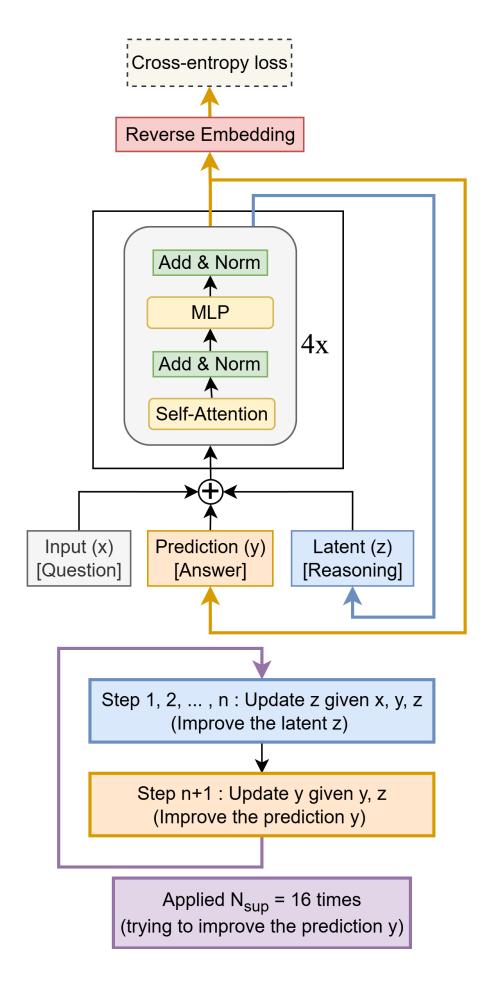 Cross-entropy loss
Reverse Embedding
Add & Norm
MLP
Add & Norm
4x
Self-Attention
+
Input (x)
[Question]
Prediction (y)
[Answer]
Latent (z)
[Reasoning]
Step 1, 2, ... , n : Update z given x, y, z
(Improve the latent z)
Step n+1 : Update y given y, z
(Improve the prediction y)
Applied N_sup = 16 times
(trying to improve the prediction y)